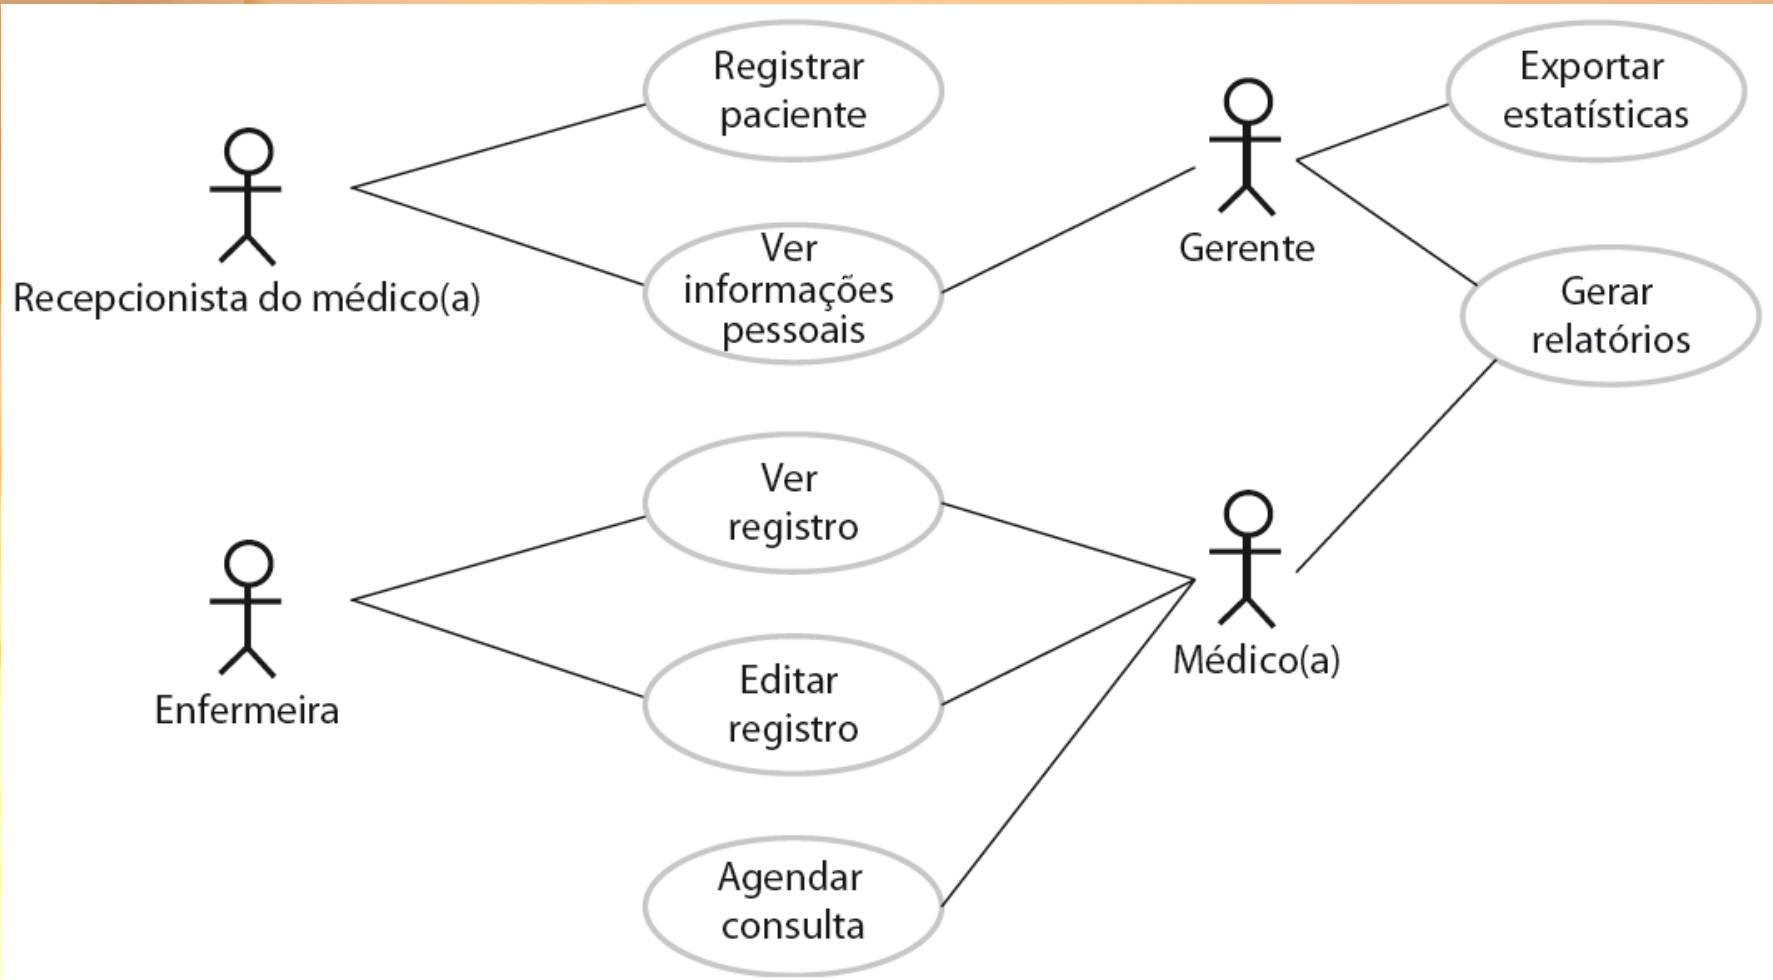 Registrar
paciente
Exportar
estatísticas
Recepcionista do médico(a)
Ver
informações
pessoais
Gerente
Gerar
relatórios
Ver
registro
Enfermeira
Editar
registro
Médico(a)
Agendar
consulta